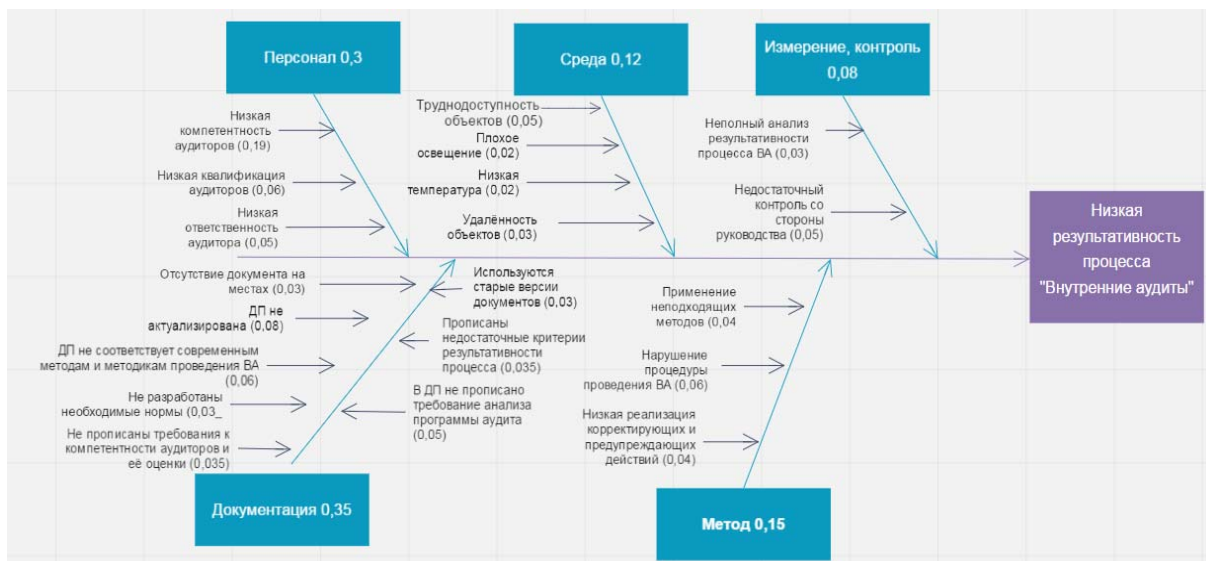 Персонал 0,3
Среда 0,12
Измерение, контроль
0,08
Низкая
компетентность
аудиторов (0,19)
Низкая квалификация
аудиторов (0,06)
Низкая
ответственность
аудитора (0,05)
Труднодоступность
объектов (0,05)
Плохое
освещение (0,02)
Низкая
температура (0,02)
Удалённость
объектов (0,03)
Неполный анализ
результативности
процесса ВА (0,03)
Недостаточный
контроль со
стороны
руководства (0,05)
Низкая
результативность
процесса
"Внутренние аудиты"
Отсутствие документа на
местах (0,03)
ДП не
актуализирована (0,08)
ДП не соответствует современным
методам и методикам проведения ВА
(0,06)
Не разработаны
необходимые нормы (0,03_
Не прописаны требования к
компетентности аудиторов и
её оценки (0,035)
Используются
старые версии
документов (0,03)
Прописаны
недостаточные критерии
результативности
процесса (0,035)
В ДП не прописано
требование анализа
программы аудита
(0,05)
Применение
неподходящих
методов (0,04
Нарушение
процедуры
проведения ВА (0,06)
Низкая реализация
корректирующих и
предупреждающих
действий (0,04)
Документация 0,35
Метод 0,15